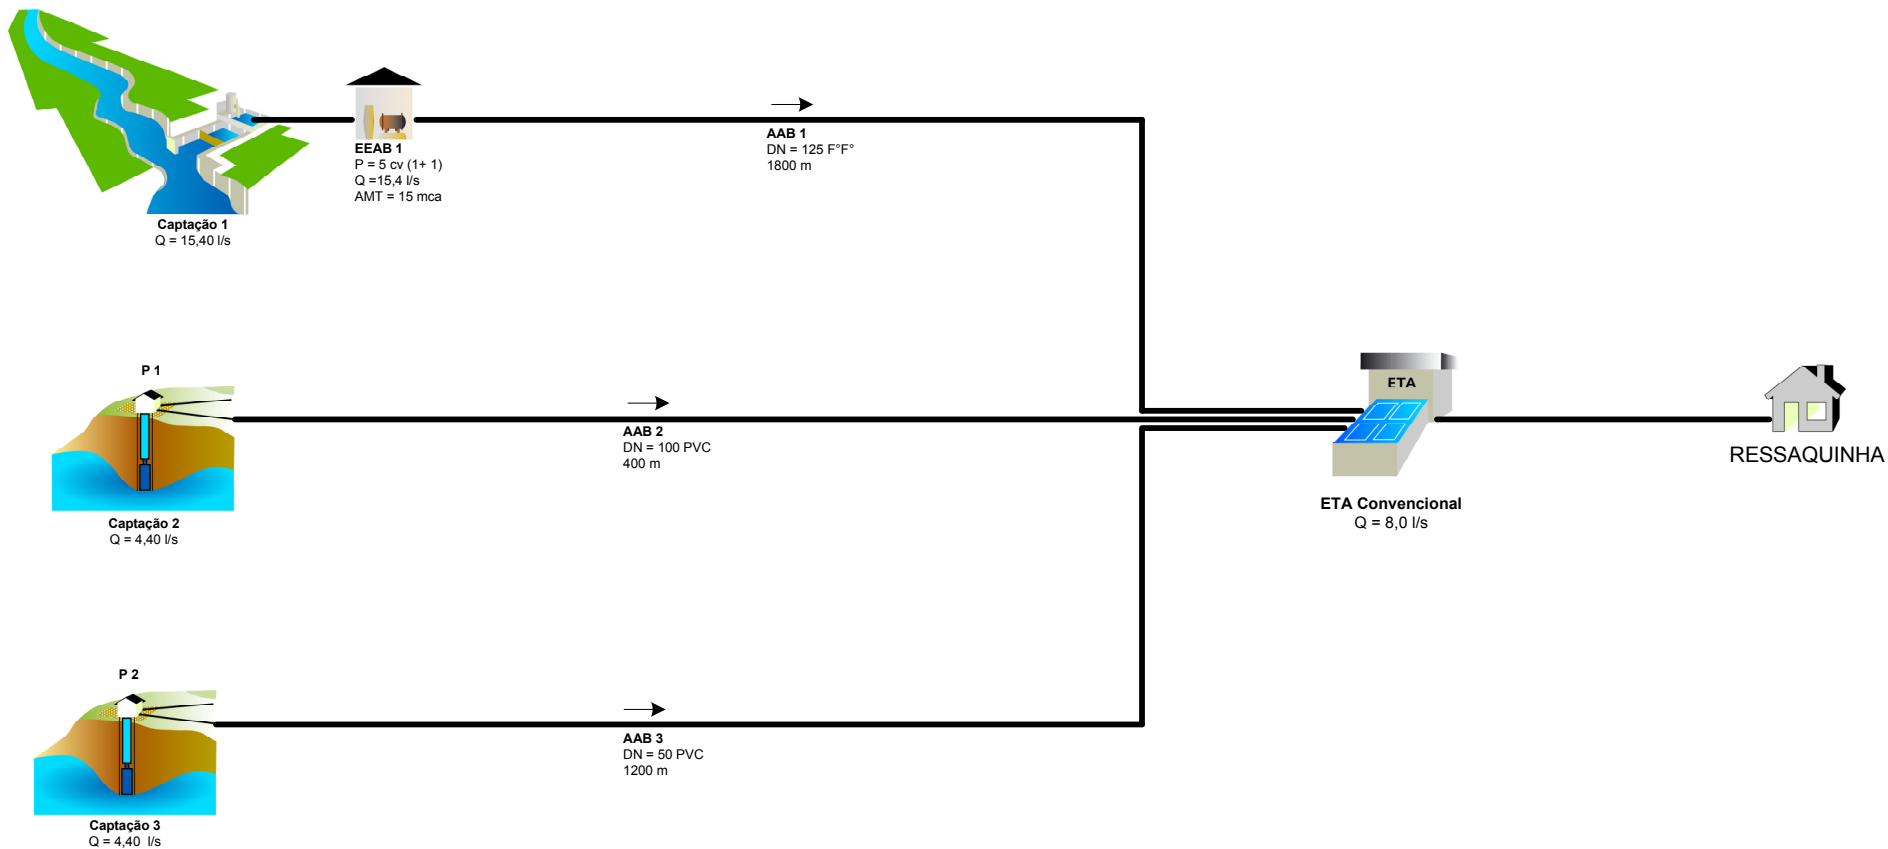 EEAB 1
P = 5 cv (1+ 1)
Q =15,4 l/s
AMT = 15 mca
AAB 1
DN = 125 F°F°
1800 m
Captação 1
Q = 15,40 l/s
P 1
AAB 2
DN = 100 PVC
400 m
Captação 2
Q = 4,40 l/s
ETA
ETA Convencional
Q = 8,0 l/s
RESSAQUINHA
P 2
AAB 3
DN = 50 PVC
1200 m
Captação 3
Q = 4,40 l/s